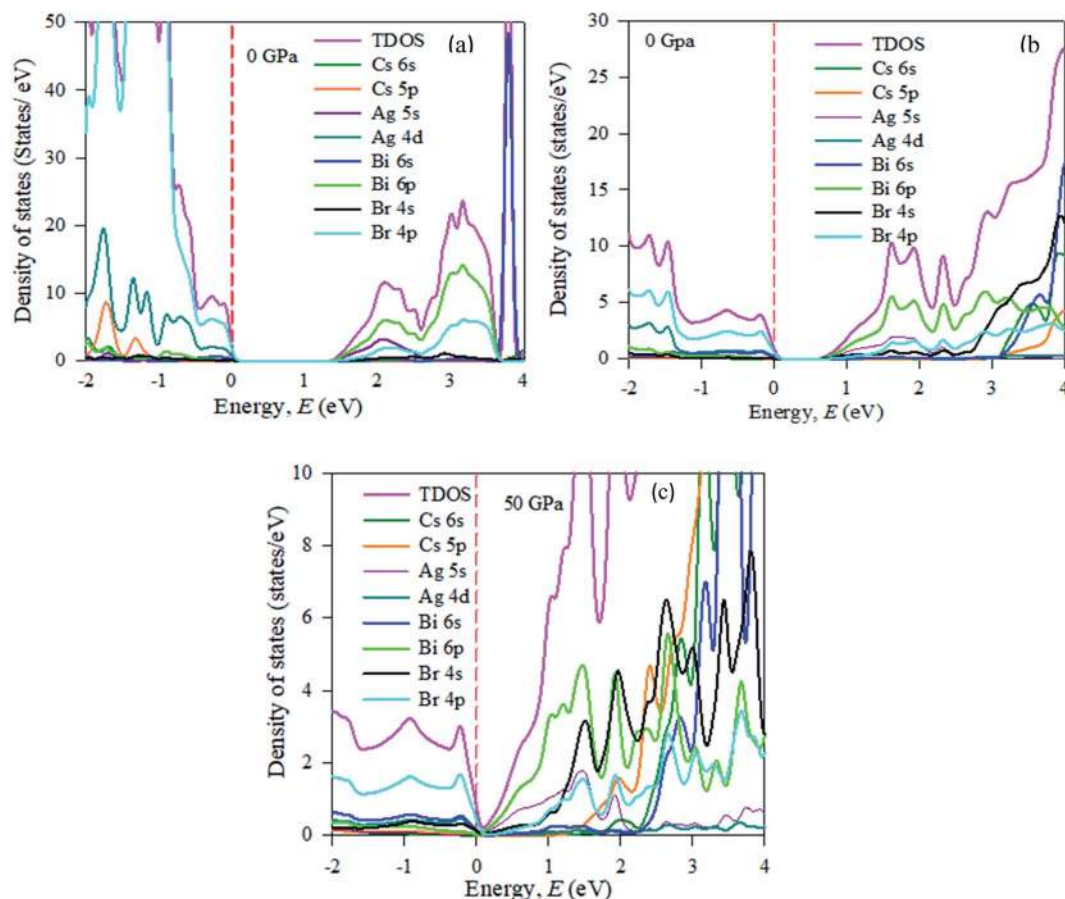 Density of states (States/ eV)
50
40
30
20
10
0
0 GPa
(a)
TDOS
Cs 6s
Cs 5p
Ag 5s
Ag 4d
Bi 6s
Bi 6p
Br 4s
Br 4p
-2 -1 0 1 2 3 4
Energy, E (eV)
Density of states (states/eV)
30
25
20
15
10
5
0
0 Gpa
(b)
TDOS
Cs 6s
Cs 5p
Ag 5s
Ag 4d
Bi 6s
Bi 6p
Br 4s
Br 4p
-2 -1 0 1 2 3 4
Energy, E (eV)
Density of states (states/eV)
10
8
6
4
2
0
50 GPa
(c)
TDOS
Cs 6s
Cs 5p
Ag 5s
Ag 4d
Bi 6s
Bi 6p
Br 4s
Br 4p
-2 -1 0 1 2 3 4
Energy, E (eV)